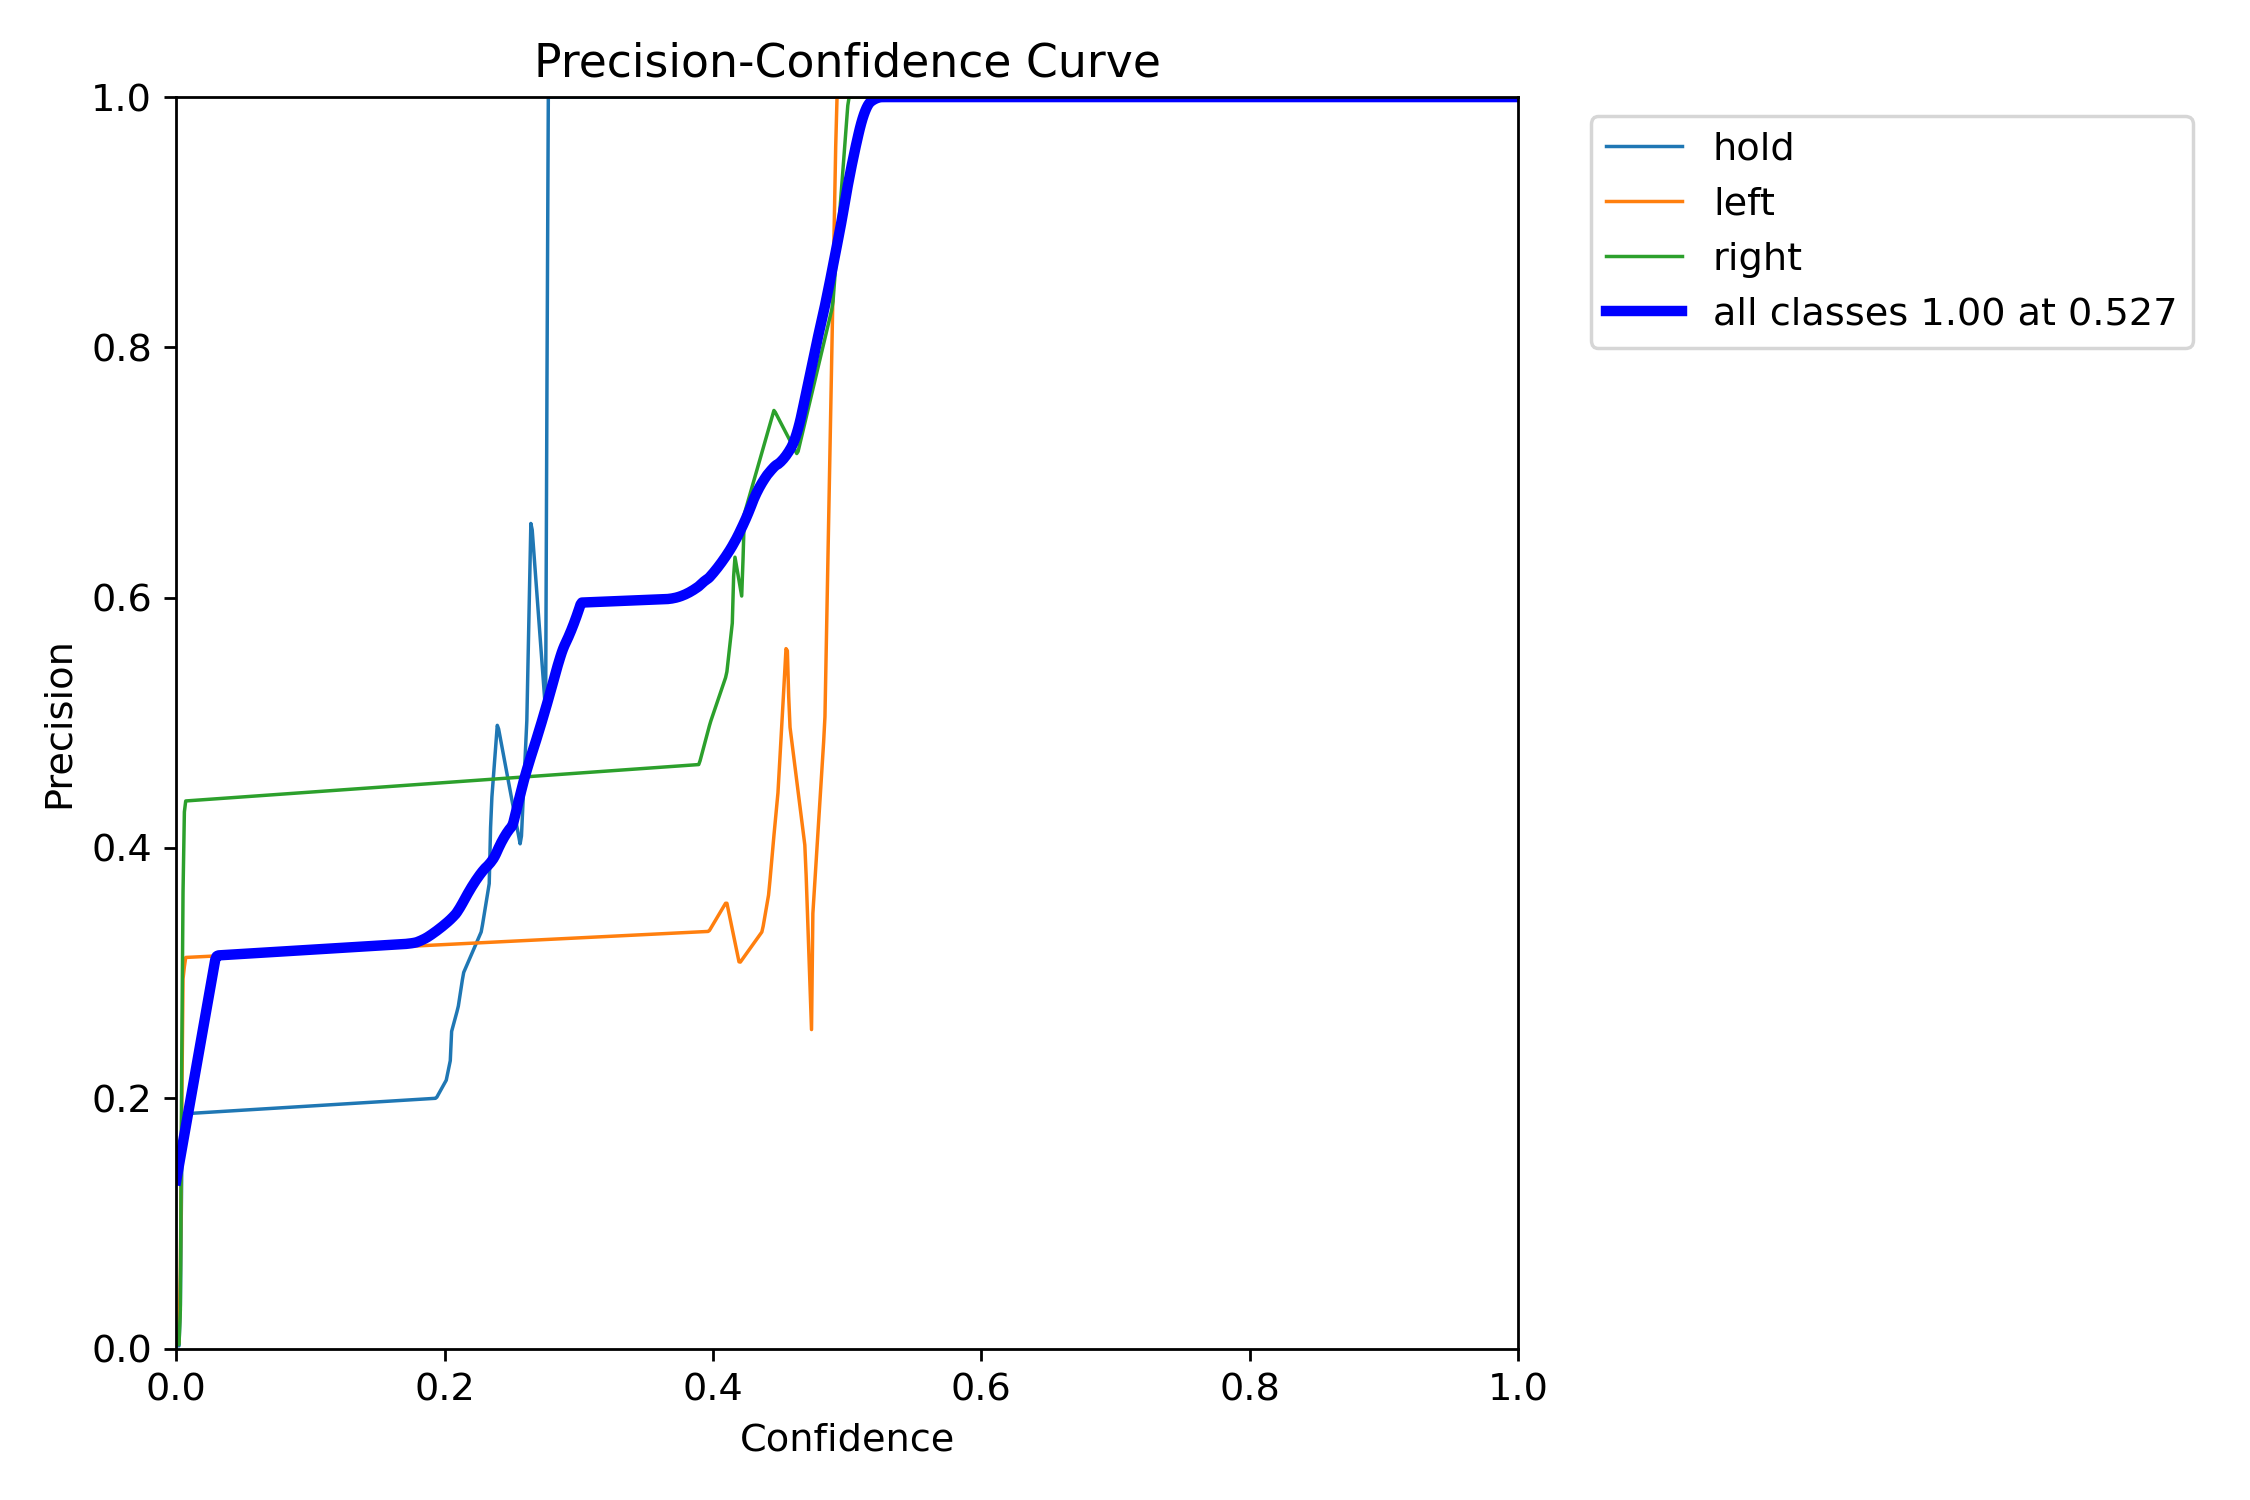 Precision-Confidence Curve
1.0
0.8
0.6
0.4
0.2
0.0
Precision
0.0 0.2 0.4 0.6 0.8 1.0
Confidence
hold
left
right
all classes 1.00 at 0.527